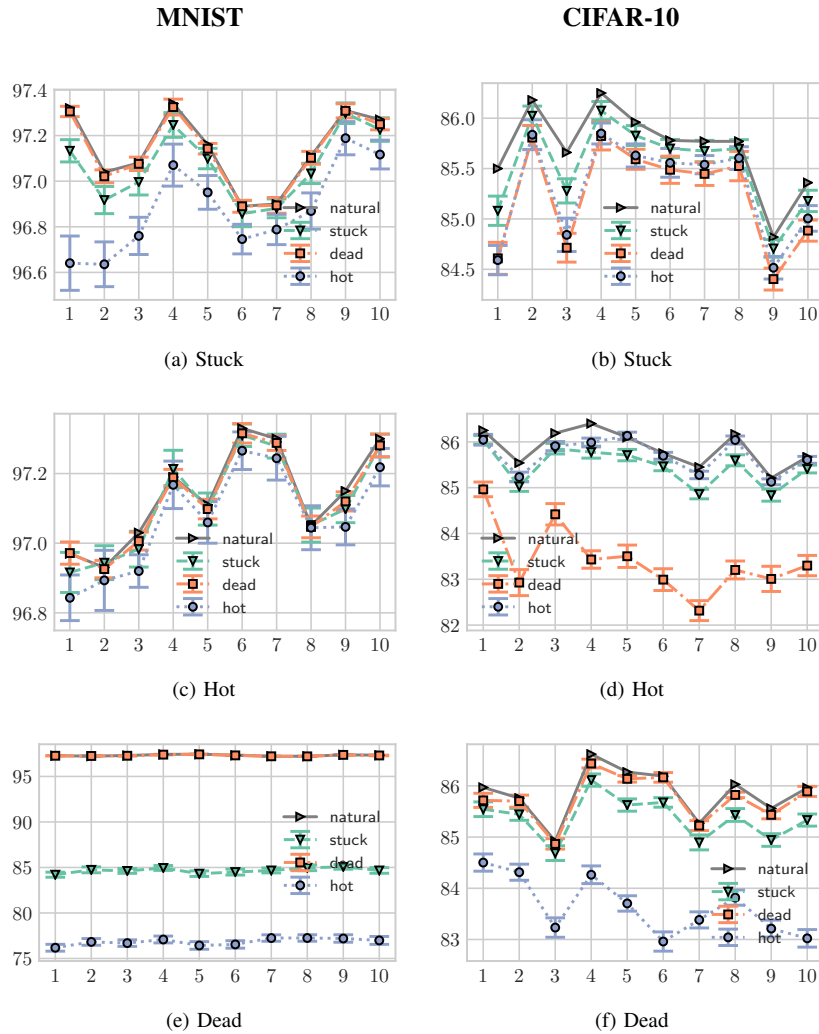 MNIST
CIFAR-10
97.4
97.2
97.0
96.8
96.6
natural
stuck
dead
hot
1 2 3 4 5 6 7 8 9 10
(a) Stuck
86.0
85.5
85.0
84.5
natural
stuck
dead
hot
1 2 3 4 5 6 7 8 9 10
(b) Stuck
97.2
97.0
96.8
natural
stuck
dead
hot
1 2 3 4 5 6 7 8 9 10
(c) Hot
86
85
84
83
82
natural
stuck
dead
hot
1 2 3 4 5 6 7 8 9 10
(d) Hot
95
90
85
80
75
natural
stuck
dead
hot
1 2 3 4 5 6 7 8 9 10
(e) Dead
86
85
84
83
natural
stuck
dead
hot
1 2 3 4 5 6 7 8 9 10
(f) Dead